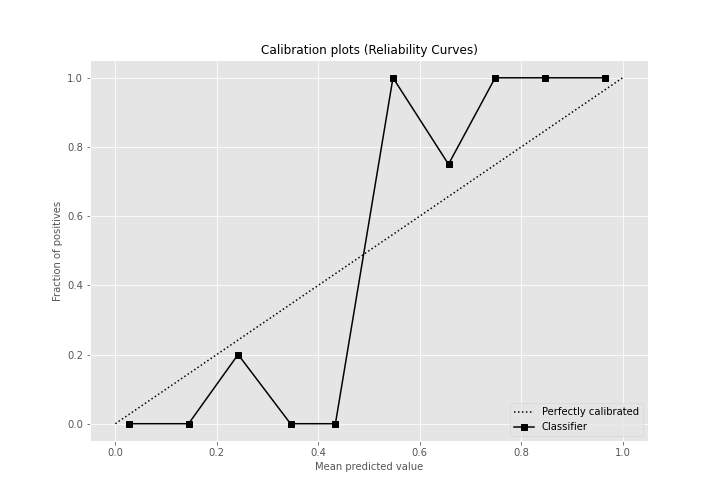 Calibration plots (Reliability Curves)
1.0
0.8
0.6
0.4
0.2
0.0
Fraction of positives
0.0 0.2 0.4 0.6 0.8 1.0
Mean predicted value
Perfectly calibrated
Classifier